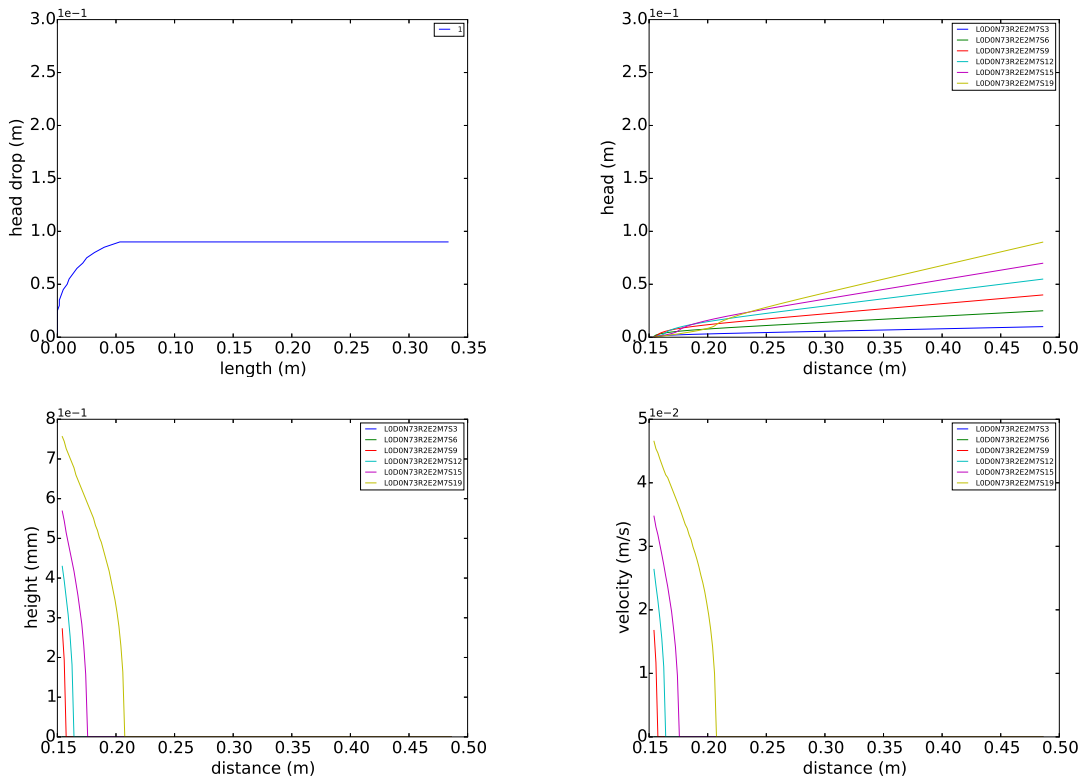 1e−1
3.0
2.5
2.0
1.5
1.0
0.5
0.0
head drop (m)
1
0.00 0.05 0.10 0.15 0.20 0.25 0.30 0.35
length (m)
1e−1
3.0
2.5
2.0
1.5
1.0
0.5
0.0
head (m)
L0D0N73R2E2M7S3
L0D0N73R2E2M7S6
L0D0N73R2E2M7S9
L0D0N73R2E2M7S12
L0D0N73R2E2M7S15
L0D0N73R2E2M7S19
0.15 0.20 0.25 0.30 0.35 0.40 0.45 0.50
distance (m)
1e−1
8
7
6
5
4
3
2
1
0
height (mm)
L0D0N73R2E2M7S3
L0D0N73R2E2M7S6
L0D0N73R2E2M7S9
L0D0N73R2E2M7S12
L0D0N73R2E2M7S15
L0D0N73R2E2M7S19
0.15 0.20 0.25 0.30 0.35 0.40 0.45 0.50
distance (m)
1e−2
5
4
3
2
1
0
velocity (m/s)
L0D0N73R2E2M7S3
L0D0N73R2E2M7S6
L0D0N73R2E2M7S9
L0D0N73R2E2M7S12
L0D0N73R2E2M7S15
L0D0N73R2E2M7S19
0.15 0.20 0.25 0.30 0.35 0.40 0.45 0.50
distance (m)